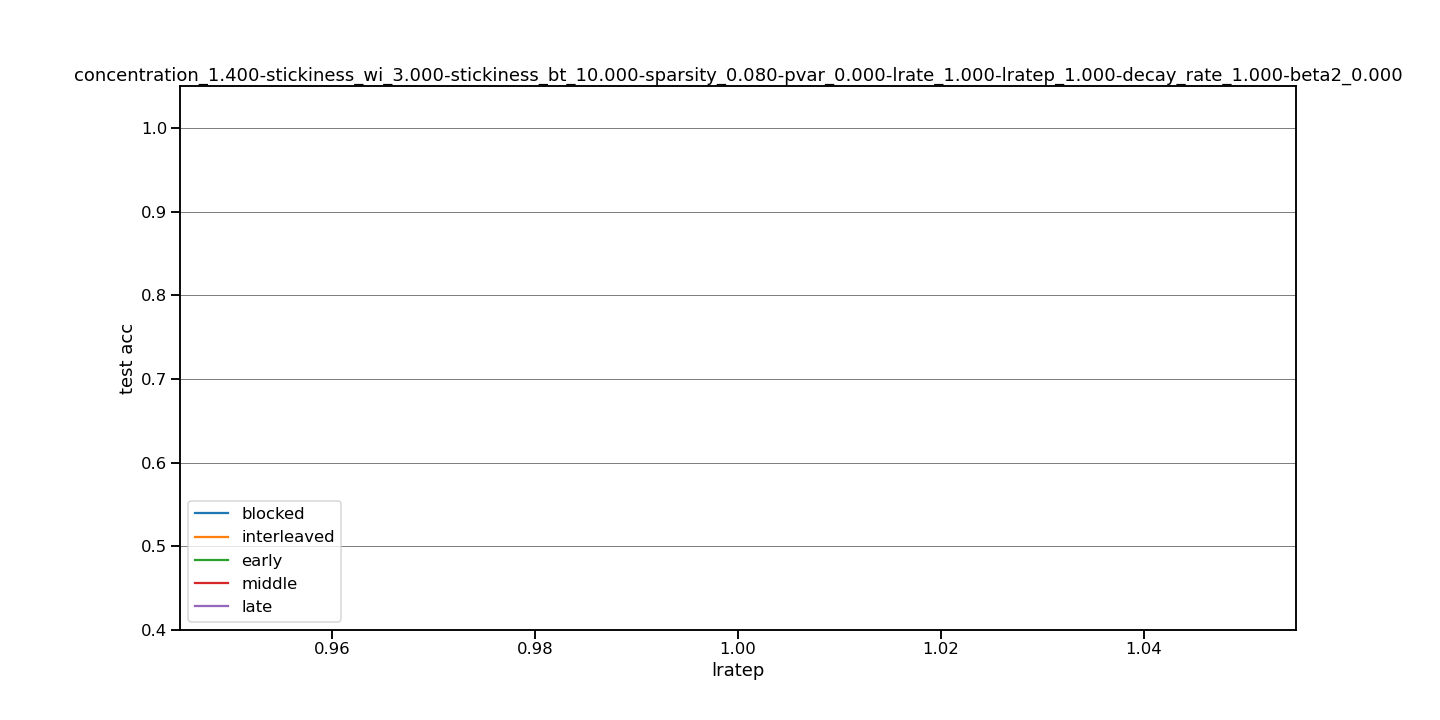 concentration_1.400-stickiness_wi_3.000-stickiness_bt_10.000-sparsity_0.080-pvar_0.000-lrate_1.000-lratep_1.000-decay_rate_1.000-beta2_0.000
1.0
0.9
0.8
0.7
0.6
0.5
0.4
test acc
blocked
interleaved
early
middle
late
0.96 0.98 1.00 1.02 1.04
lratep